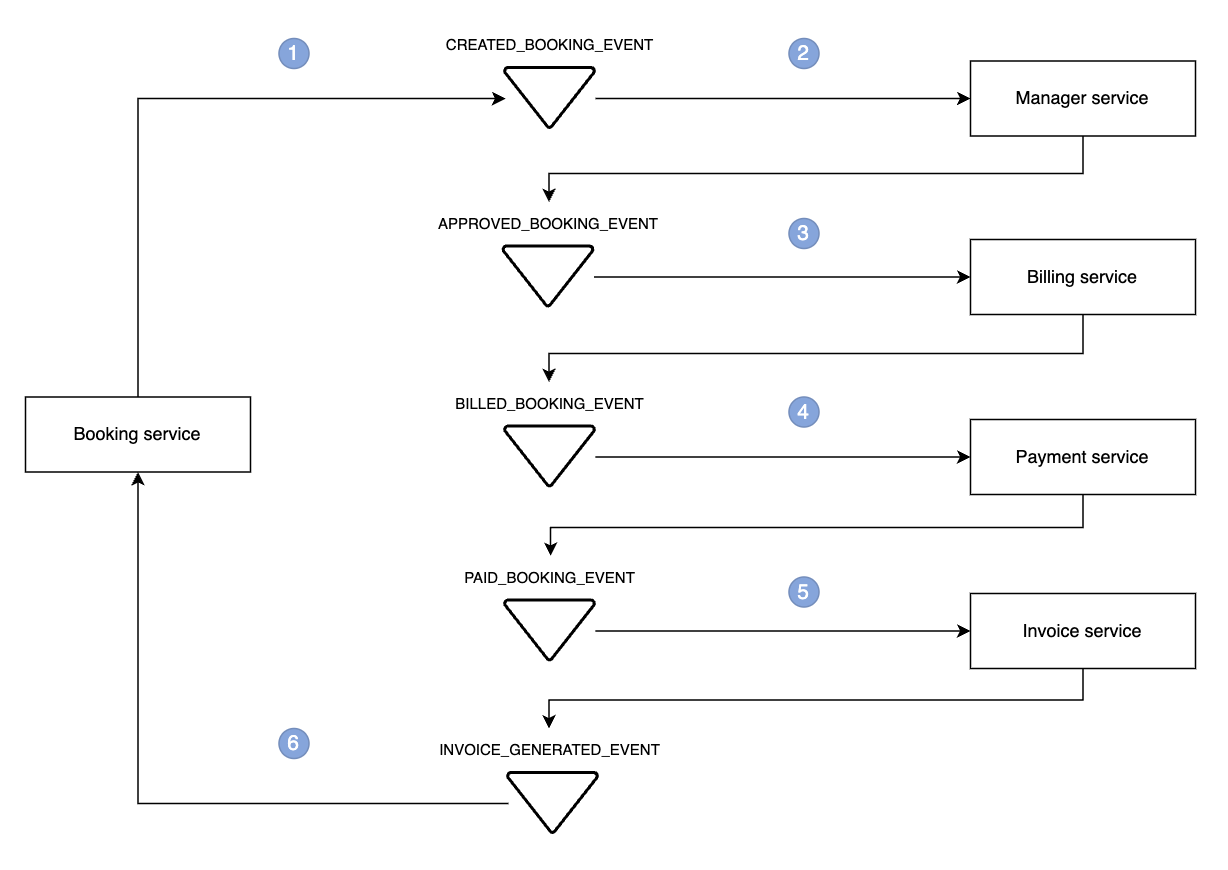 1
CREATED_BOOKING_EVENT
2
Manager service
APPROVED_BOOKING_EVENT
3
Billing service
BILLED_BOOKING_EVENT
4
Booking service
Payment service
PAID_BOOKING_EVENT
5
Invoice service
6
INVOICE_GENERATED_EVENT